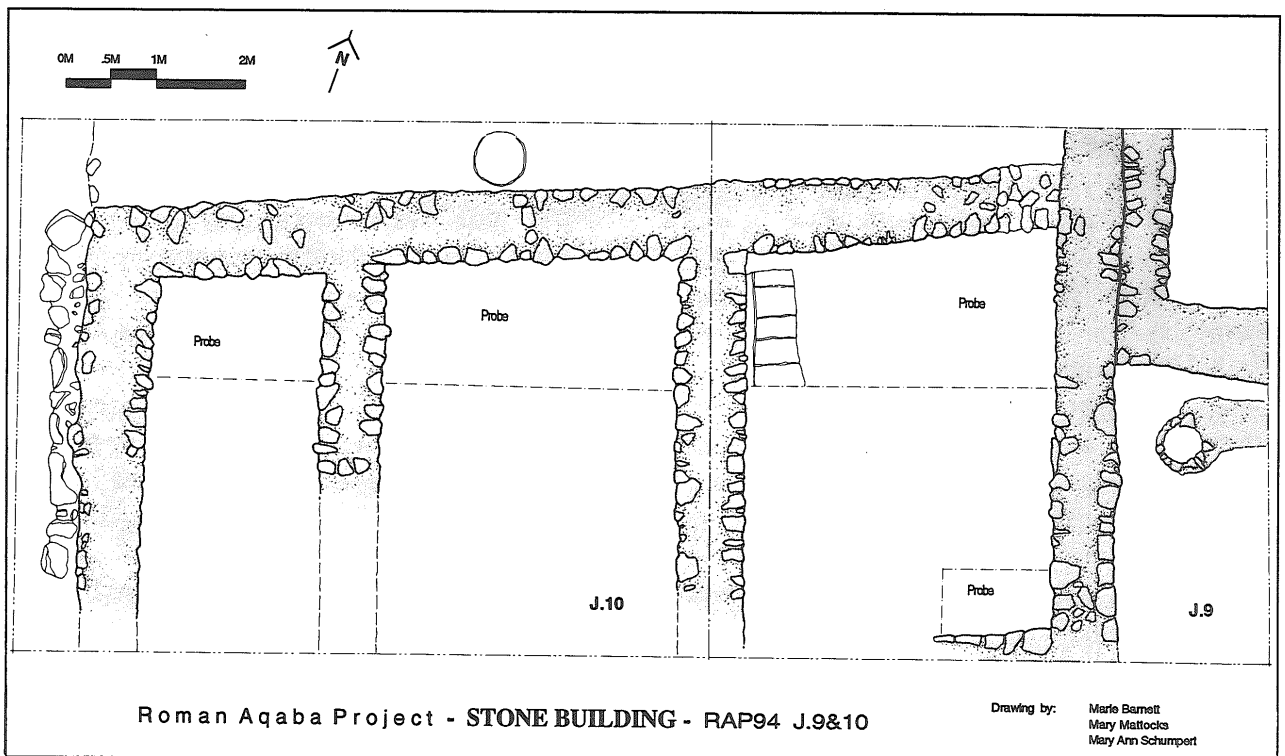 0M .5M 1M 2M
N
Probe
Probe
Probe
J.10
Probe
J.9
Roman Aqaba Project - STONE BUILDING - RAP94 J.9&10
Drawing by: Marie Barnett
Mary Mattocks
Mary Ann Schumpert